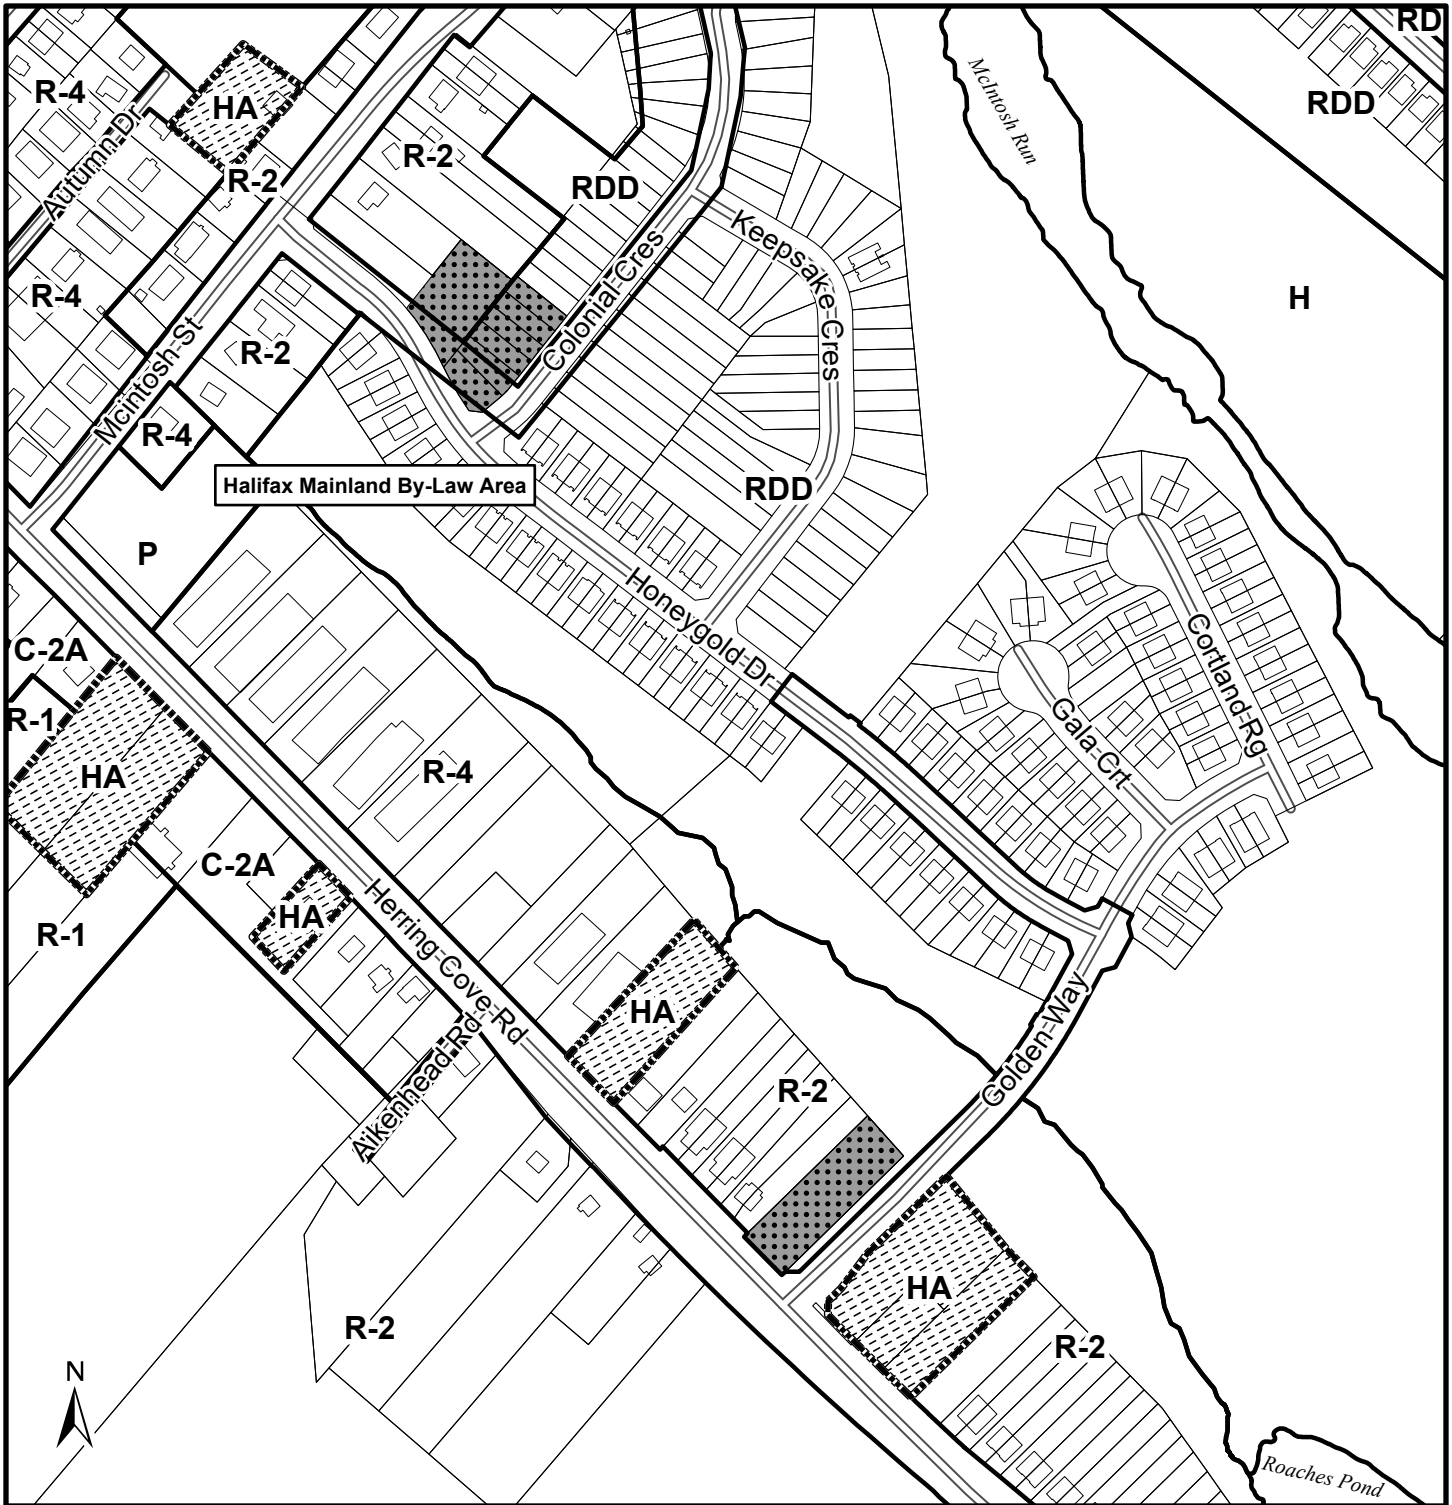 RD
R-4
HA
RDD
McIntosh Run
Autumn Dr
R-2
R-2
RDD
Keepsake Cres
R-4
H
Colonial Cres
R-2
Mcintosh St
R-4
Halifax Mainland By-Law Area
RDD
P
Honeygold Dr
C-2A
Cortland Rg
R-1
Gala Crt
HA
R-4
C-2A
HA
Herring Cove Rd
R-1
HA
Golden Way
Aikenhead Rd
R-2
HA
R-2
R-2
N
Roaches Pond